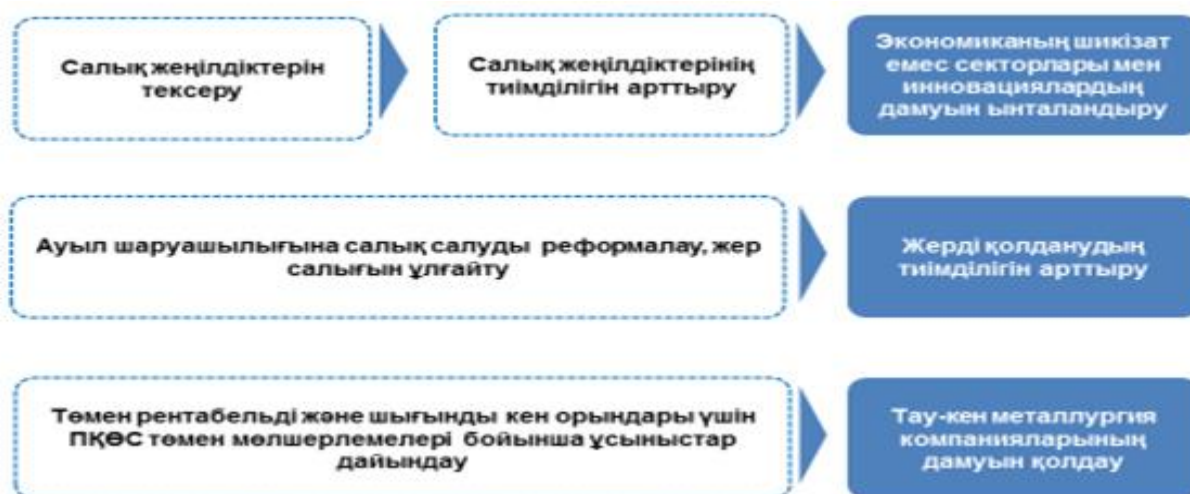 Салық жеңілдіктерін
тексеру
Салық жеңілдіктерінің
тиімділігін арттыру
Экономиканың шикізат
емес секторлары мен
инновациялардың
дамуын ынталандыру
Ауыл шаруашылығына салық салуды реформалау, жер
салығын ұлғайту
Жерді қолданудың
тиімділігін арттыру
Төмен рентабельді және шығынды кен орындары үшін
ПҚӨС төмен мөлшерлемелері бойынша ұсыныстар
дайындау
Тау-кен металлургия
компанияларының
дамуын қолдау